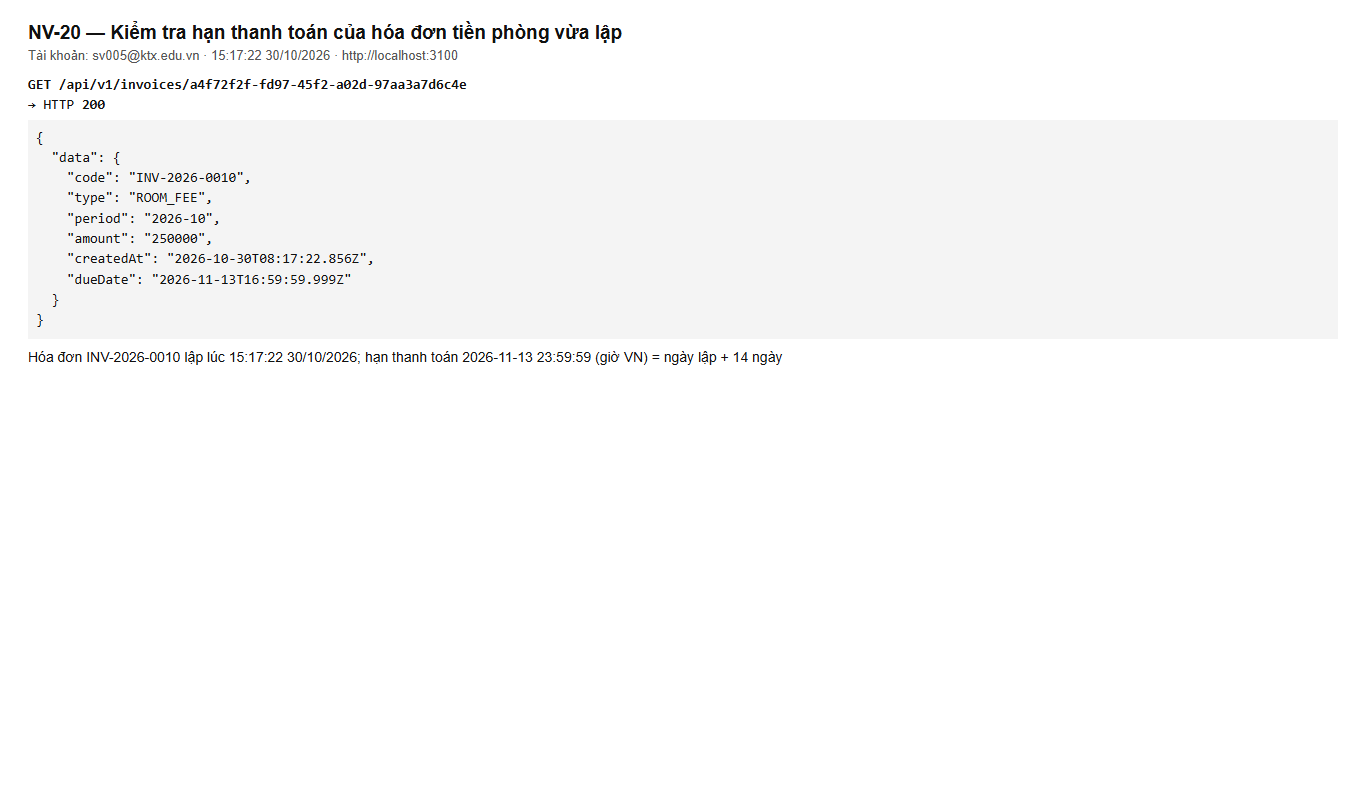 NV-20 — Kiểm tra hạn thanh toán của hóa đơn tiền phòng vừa lập
Tài khoản: sv005@ktx.edu.vn · 15:17:22 30/10/2026 · http://localhost:3100
GET /api/v1/invoices/a4f72f2f-fd97-45f2-a02d-97aa3a7d6c4e
→ HTTP 200
{
  "data": {
    "code": "INV-2026-0010",
    "type": "ROOM_FEE",
    "period": "2026-10",
    "amount": "250000",
    "createdAt": "2026-10-30T08:17:22.856Z",
    "dueDate": "2026-11-13T16:59:59.999Z"
  }
}
Hóa đơn INV-2026-0010 lập lúc 15:17:22 30/10/2026; hạn thanh toán 2026-11-13 23:59:59 (giờ VN) = ngày lập + 14 ngày